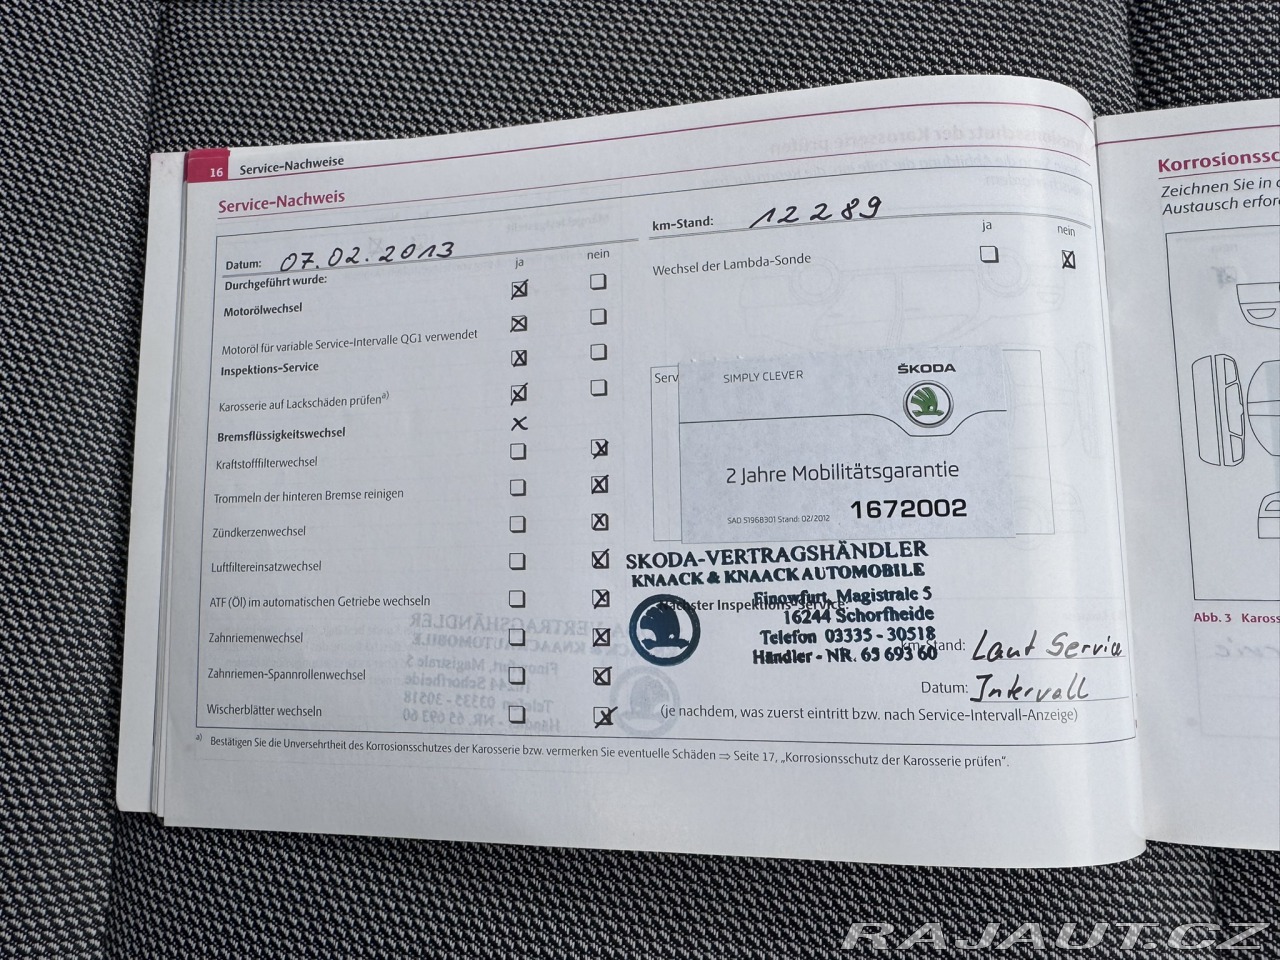 16 Service-Nachweise
Service-Nachweis
Datum: 07.02.2013
ja nein
Durchgeführt wurde:
Motorölwechsel
Motoröl für variable Service-Intervalle QG1 verwendet
Inspektions-Service
Karosserie auf Lackschäden prüfen a)
Bremsflüssigkeitswechsel
Kraftstofffilterwechsel
Trommeln der hinteren Bremse reinigen
Zündkerzenwechsel
Luftfiltereinsatzwechsel
ATF (Öl) im automatischen Getriebe wechseln
Zahnriemenwechsel
Zahnriemen-Spannrollenwechsel
Wischerblätter wechseln
km-Stand: 12289
ja nein
Wechsel der Lambda-Sonde
Serv
SIMPLY CLEVER
ŠKODA
2 Jahre Mobilitätsgarantie
SAD 51968301 Stand: 02/2012 1672002
SKODA-VERTRAGSHÄNDLER
KNAACK & KNAACK AUTOMOBILE
Finowfurt, Magistrale 5
16244 Schorfheide
Telefon 03335 - 30518
Händler - NR. 65 693 60
Stand: Laut Service
Datum: Intervall
(je nachdem, was zuerst eintritt bzw. nach Service-Intervall-Anzeige)
a) Bestätigen Sie die Unversehrtheit des Korrosionsschutzes der Karosserie bzw. vermerken Sie eventuelle Schäden ⇒ Seite 17, „Korrosionsschutz der Karosserie prüfen“.
Korrosionssc
Zeichnen Sie in d
Austausch erfor
Abb. 3 Kaross
RAJAUT.CZ